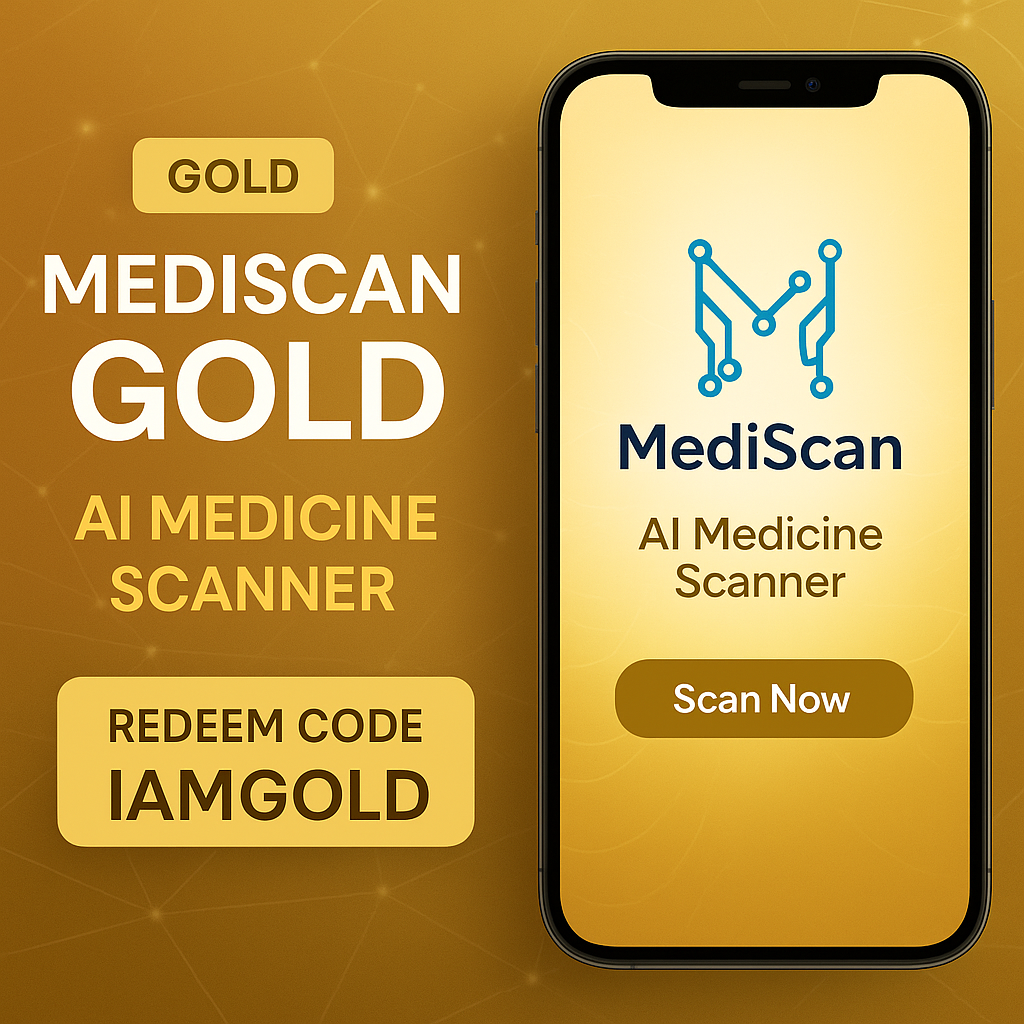 GOLD
MEDISCAN
GOLD
AI MEDICINE
SCANNER
REDEEM CODE
IAMGOLD
MediScan
AI Medicine
Scanner
Scan Now